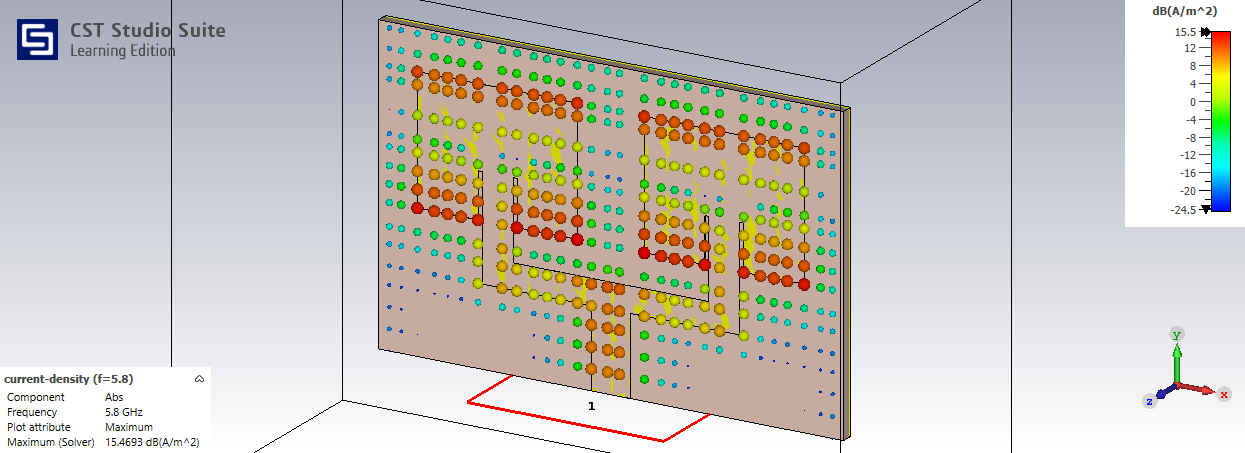 CST Studio Suite
Learning Edition
dB(A/m^2)
15.5
12
8
4
0
-4
-8
-12
-16
-20
-24.5
1
Y
Z
X
current-density (f=5.8)
Component Abs
Frequency 5.8 GHz
Plot attribute Maximum
Maximum (Solver) 15.4693 dB(A/m^2)